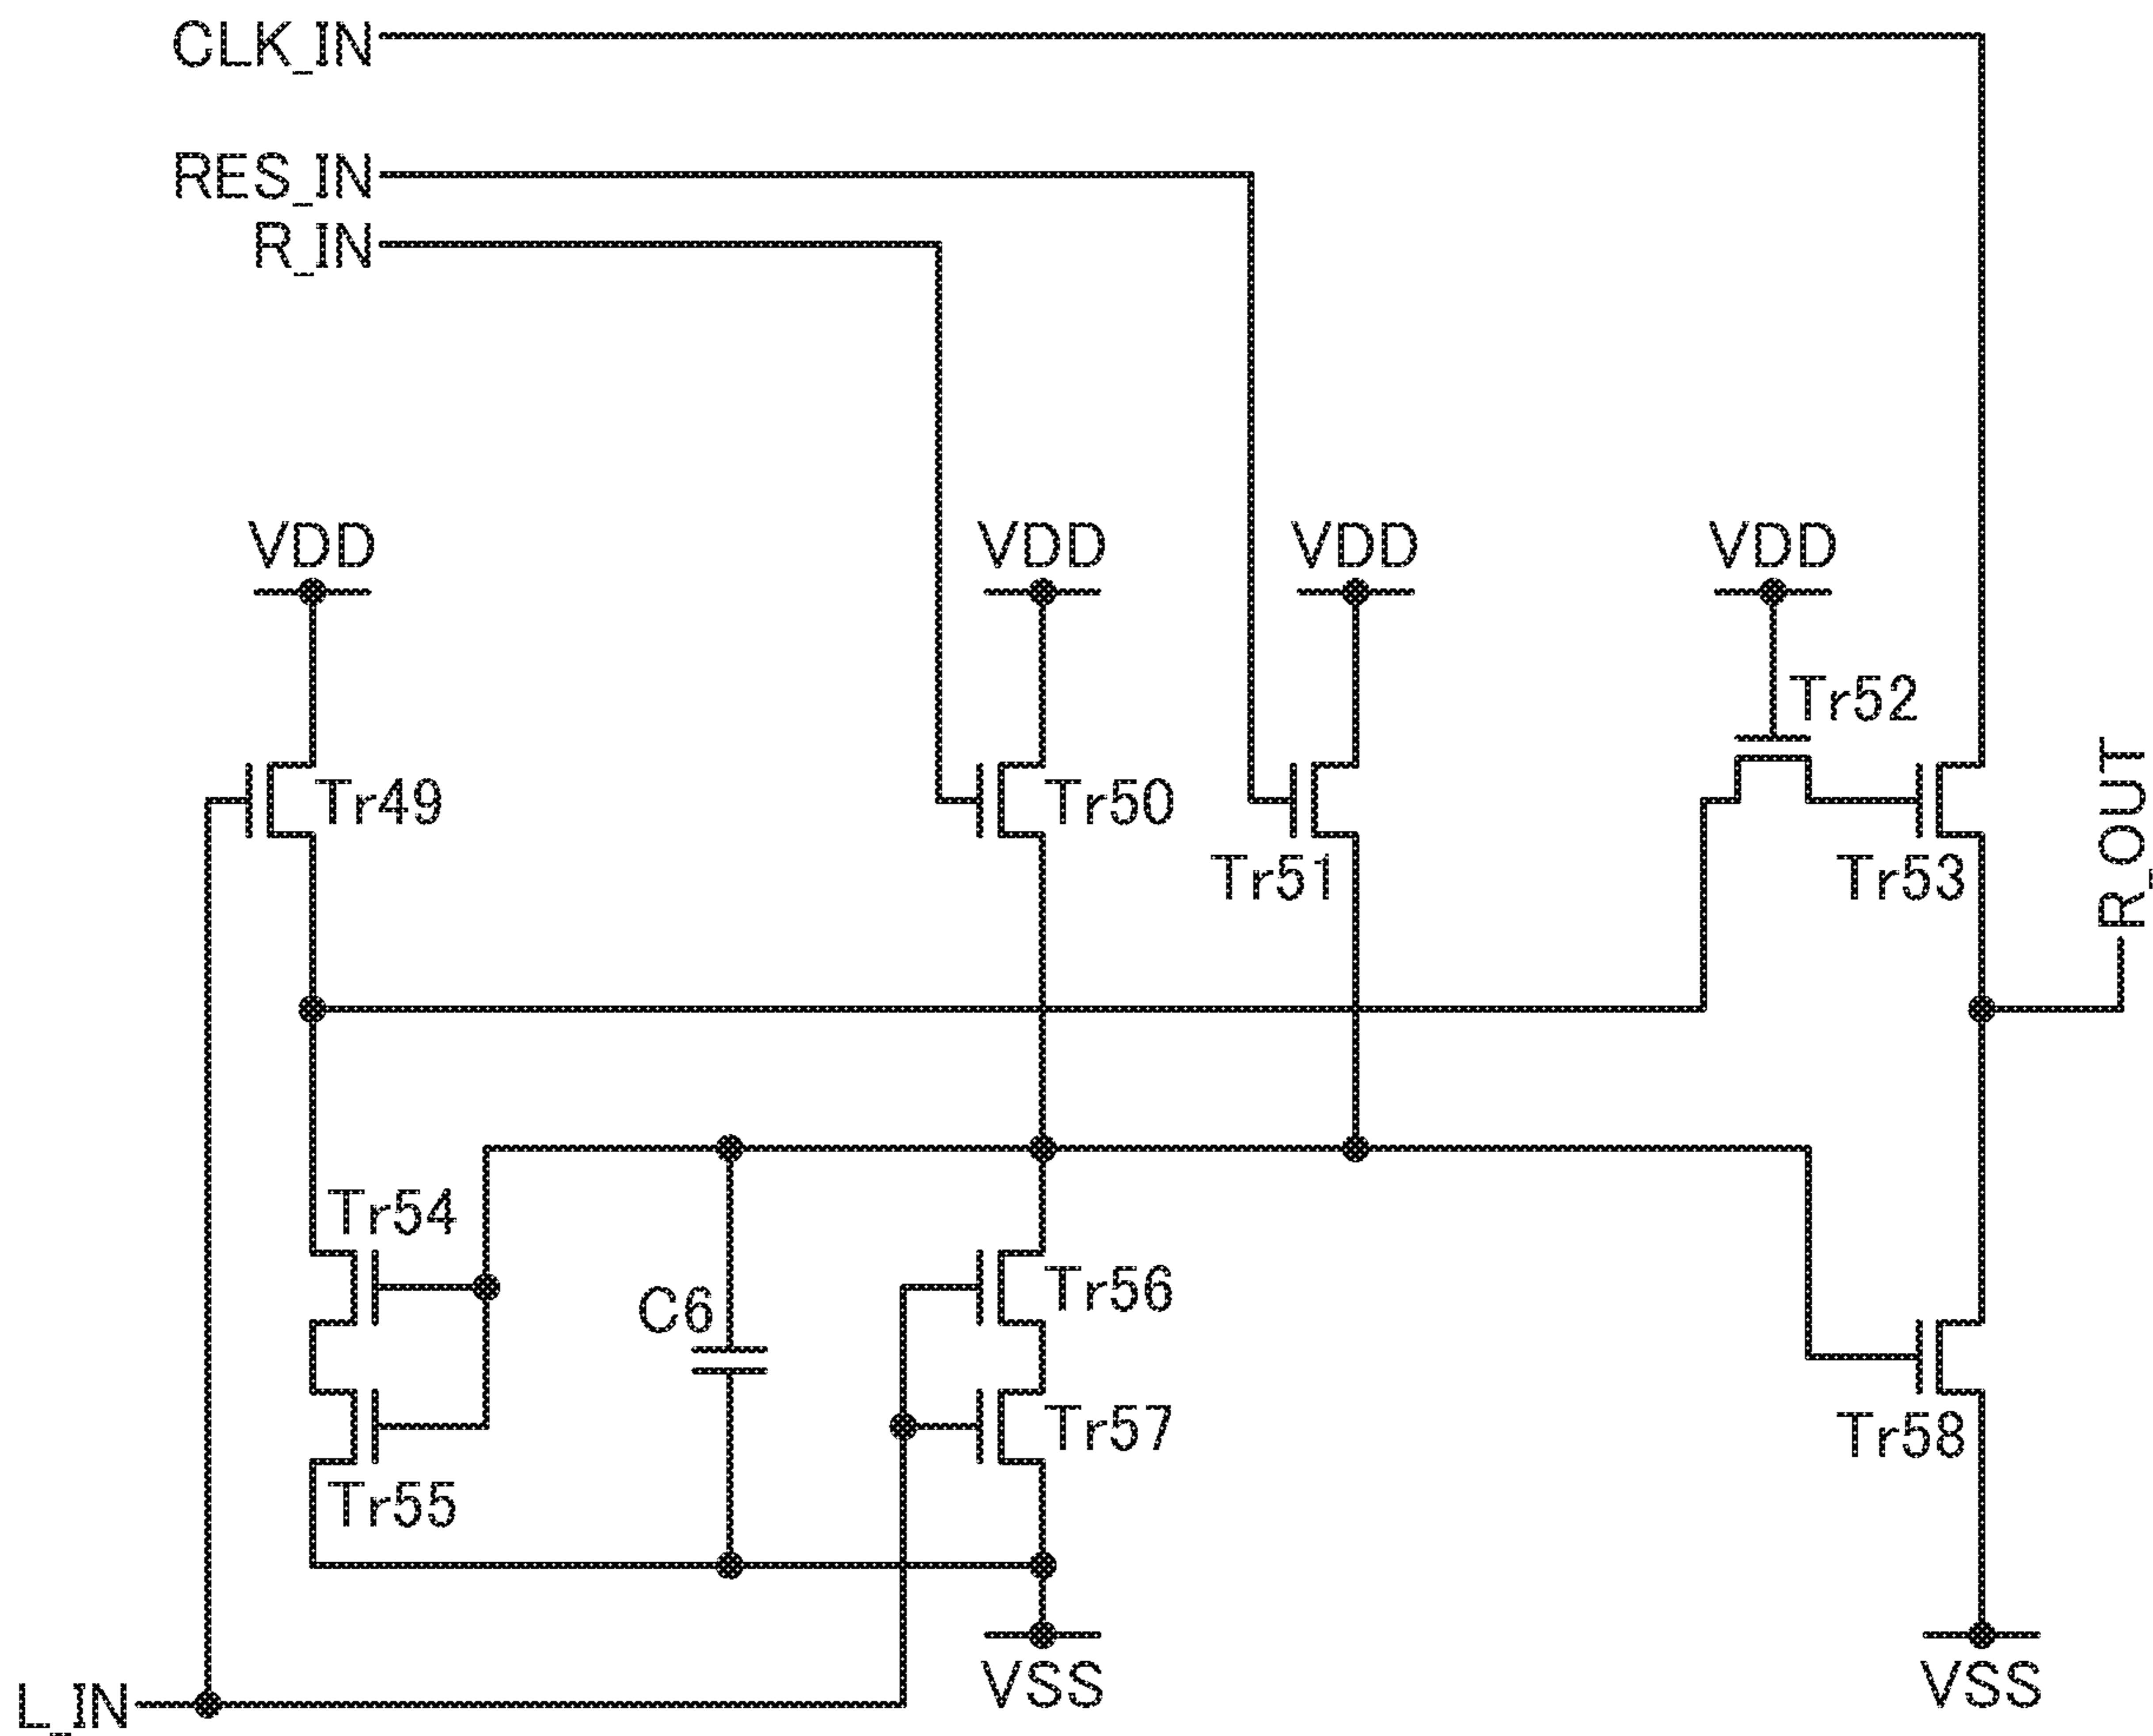 CLK_IN
RES_IN
R_IN
VDD VDD VDD VDD
Tr52
Tr49 Tr50 Tr51 Tr53
R_OUT
Tr54
C6 Tr56
Tr57 Tr58
Tr55
L_IN VSS VSS